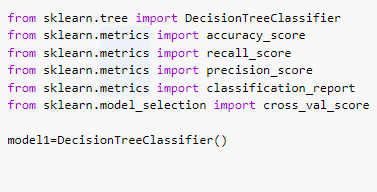 from sklearn.tree import DecisionTreeClassifier
from sklearn.metrics import accuracy_score
from sklearn.metrics import recall_score
from sklearn.metrics import precision_score
from sklearn.metrics import classification_report
from sklearn.model_selection import cross_val_score
model1=DecisionTreeClassifier()